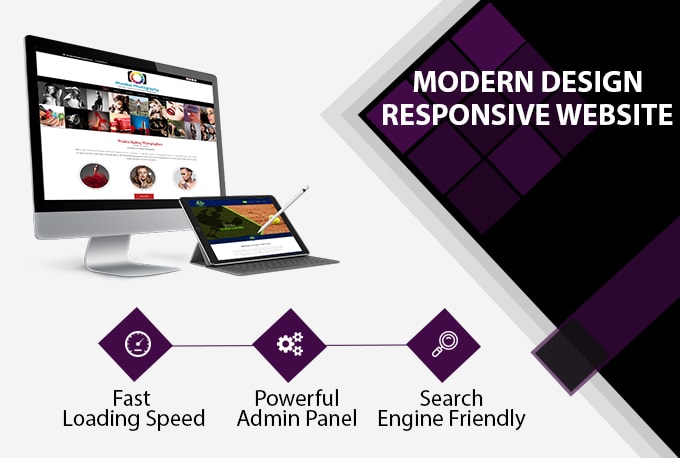 MODERN DESIGN
RESPONSIVE WEBSITE
Fast
Loading Speed
Powerful
Admin Panel
Search
Engine Friendly